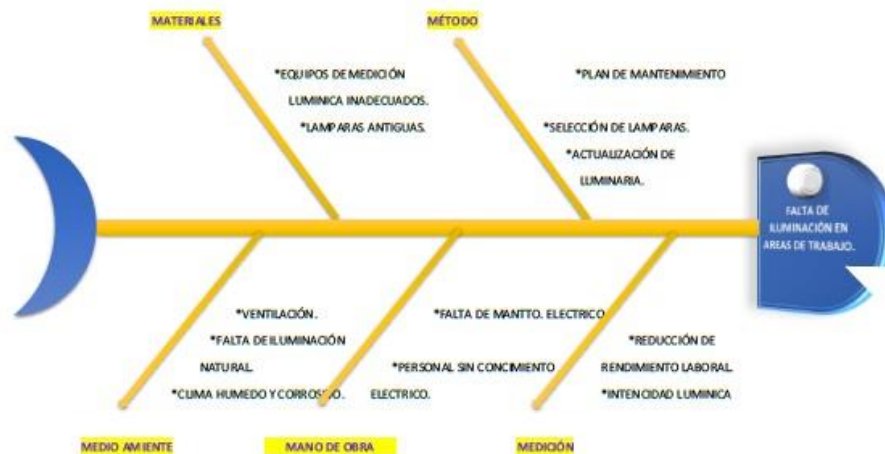 MATERIALES
MÉTODO
*EQUIPOS DE MEDICIÓN
LUMINICA INADECUADOS.
*LAMPARAS ANTIGUAS.
*PLAN DE MANTENIMIENTO
*SELECCIÓN DE LAMPARAS.
*ACTUALIZACIÓN DE
LUMINARIA.
FALTA DE
ILUMINACIÓN EN
AREAS DE TRABAJO.
*VENTILACIÓN.
*FALTA DE ILUMINACIÓN
NATURAL.
*CLIMA HUMEDO Y CORROSIVO.
*FALTA DE MANTTO. ELECTRICO
*PERSONAL SIN CONCIMIENTO
ELECTRICO.
*REDUCCIÓN DE
RENDIMIENTO LABORAL.
*INTENCIDAD LUMINICA
MEDIO AMIENTE
MANO DE OBRA
MEDICIÓN